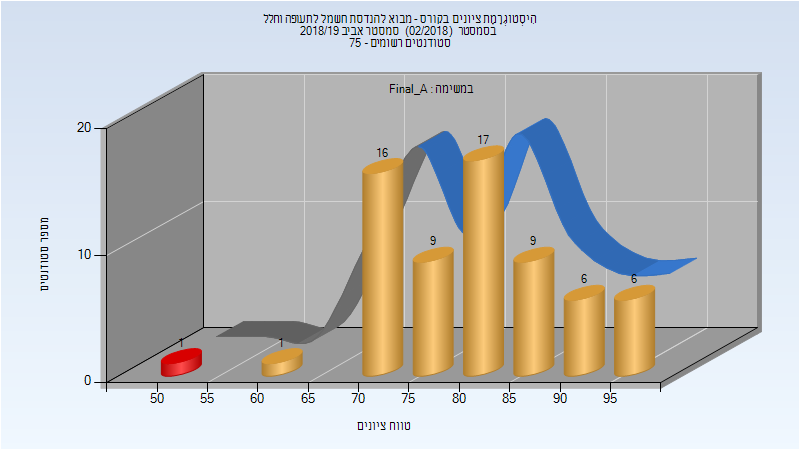 הִיסְטוֹגְרָמַת ציונים בקורס - מבוא להנדסת חשמל לתעופה וחלל
בסמסטר (02/2018) סמסטר אביב 2018/19
סטודנטים רשומים - 75
במשימה : Final_A
20
10
0
מספר סטודנטים
1
1
16
9
17
9
6
6
50 55 60 65 70 75 80 85 90 95
טווח ציונים